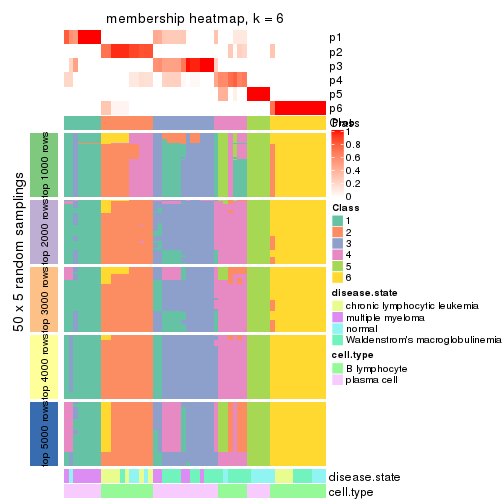 membership heatmap, k = 6
p1
p2
p3
p4
p5
p6
Class
Prob
1
0.8
0.6
0.4
0.2
0
Class
1
2
3
4
5
6
disease.state
chronic lymphocytic leukemia
multiple myeloma
normal
Waldenstrom's macroglobulinemia
cell.type
B lymphocyte
plasma cell
50 x 5 random samplings
top 1000 rows
top 2000 rows
top 3000 rows
top 4000 rows
top 5000 rows
disease.state
cell.type